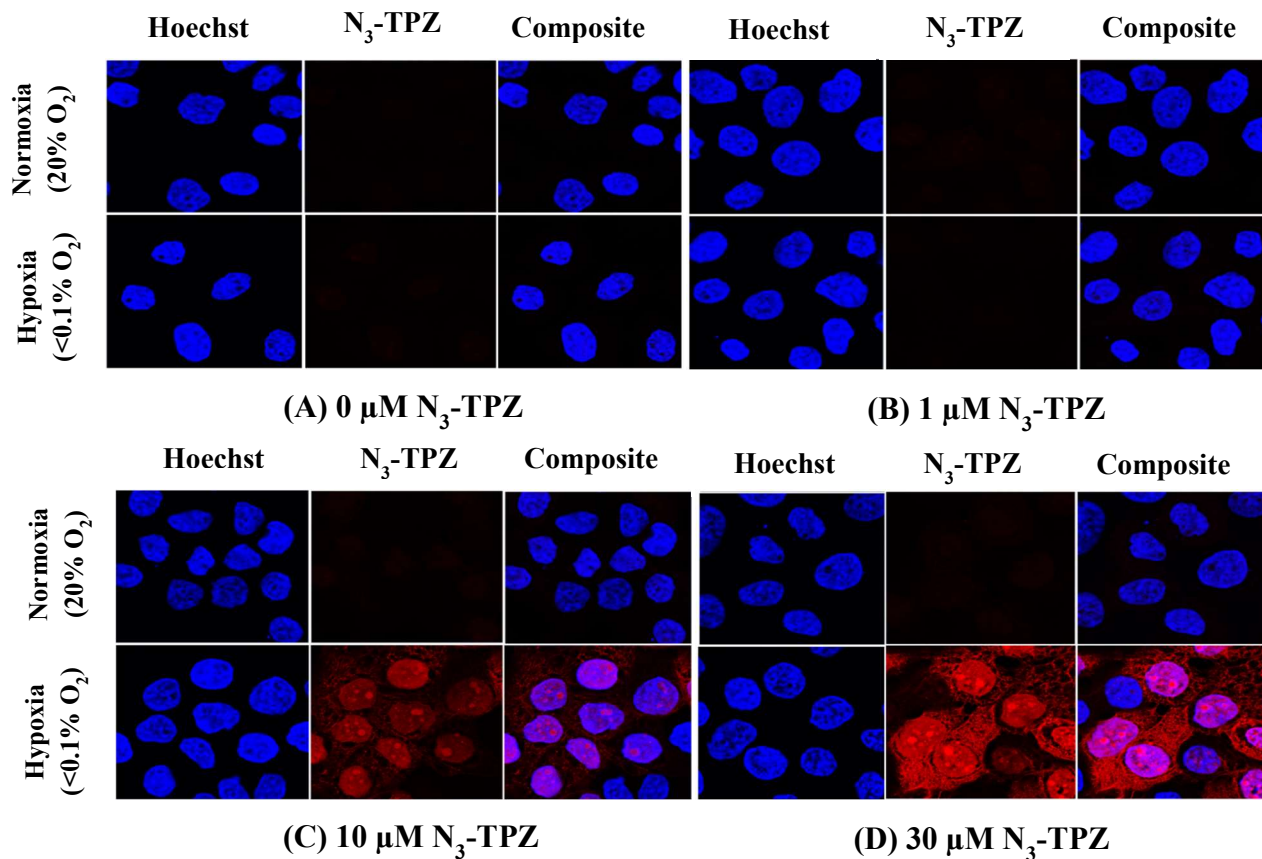 Hoechst N₃-TPZ Composite Hoechst N₃-TPZ Composite
Normoxia
(20% O₂)
Hypoxia
(<0.1% O₂)
(A) 0 μM N₃-TPZ (B) 1 μM N₃-TPZ
Hoechst N₃-TPZ Composite Hoechst N₃-TPZ Composite
Normoxia
(20% O₂)
Hypoxia
(<0.1% O₂)
(C) 10 μM N₃-TPZ (D) 30 μM N₃-TPZ